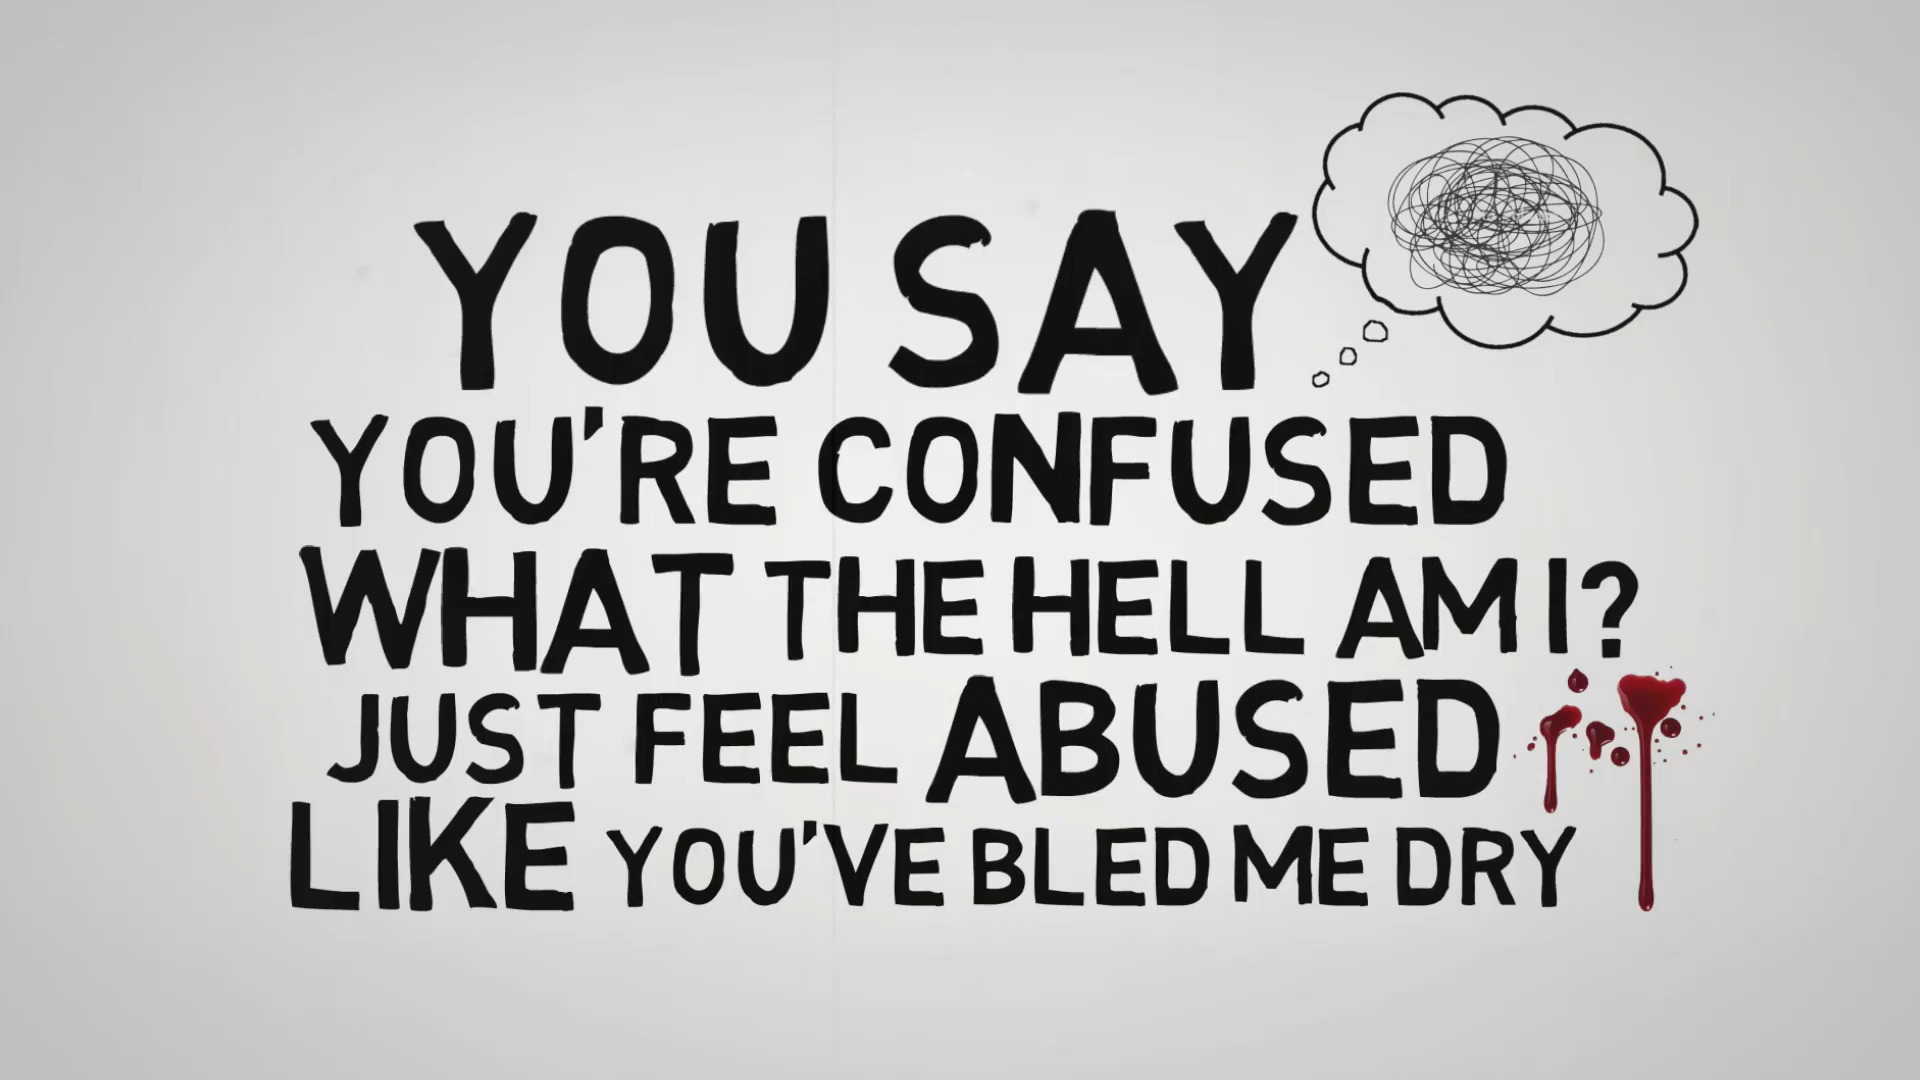 YOU SAY
YOU'RE CONFUSED
WHAT THE HELL AM I?
JUST FEEL ABUSED
LIKE YOU'VE BLED ME DRY